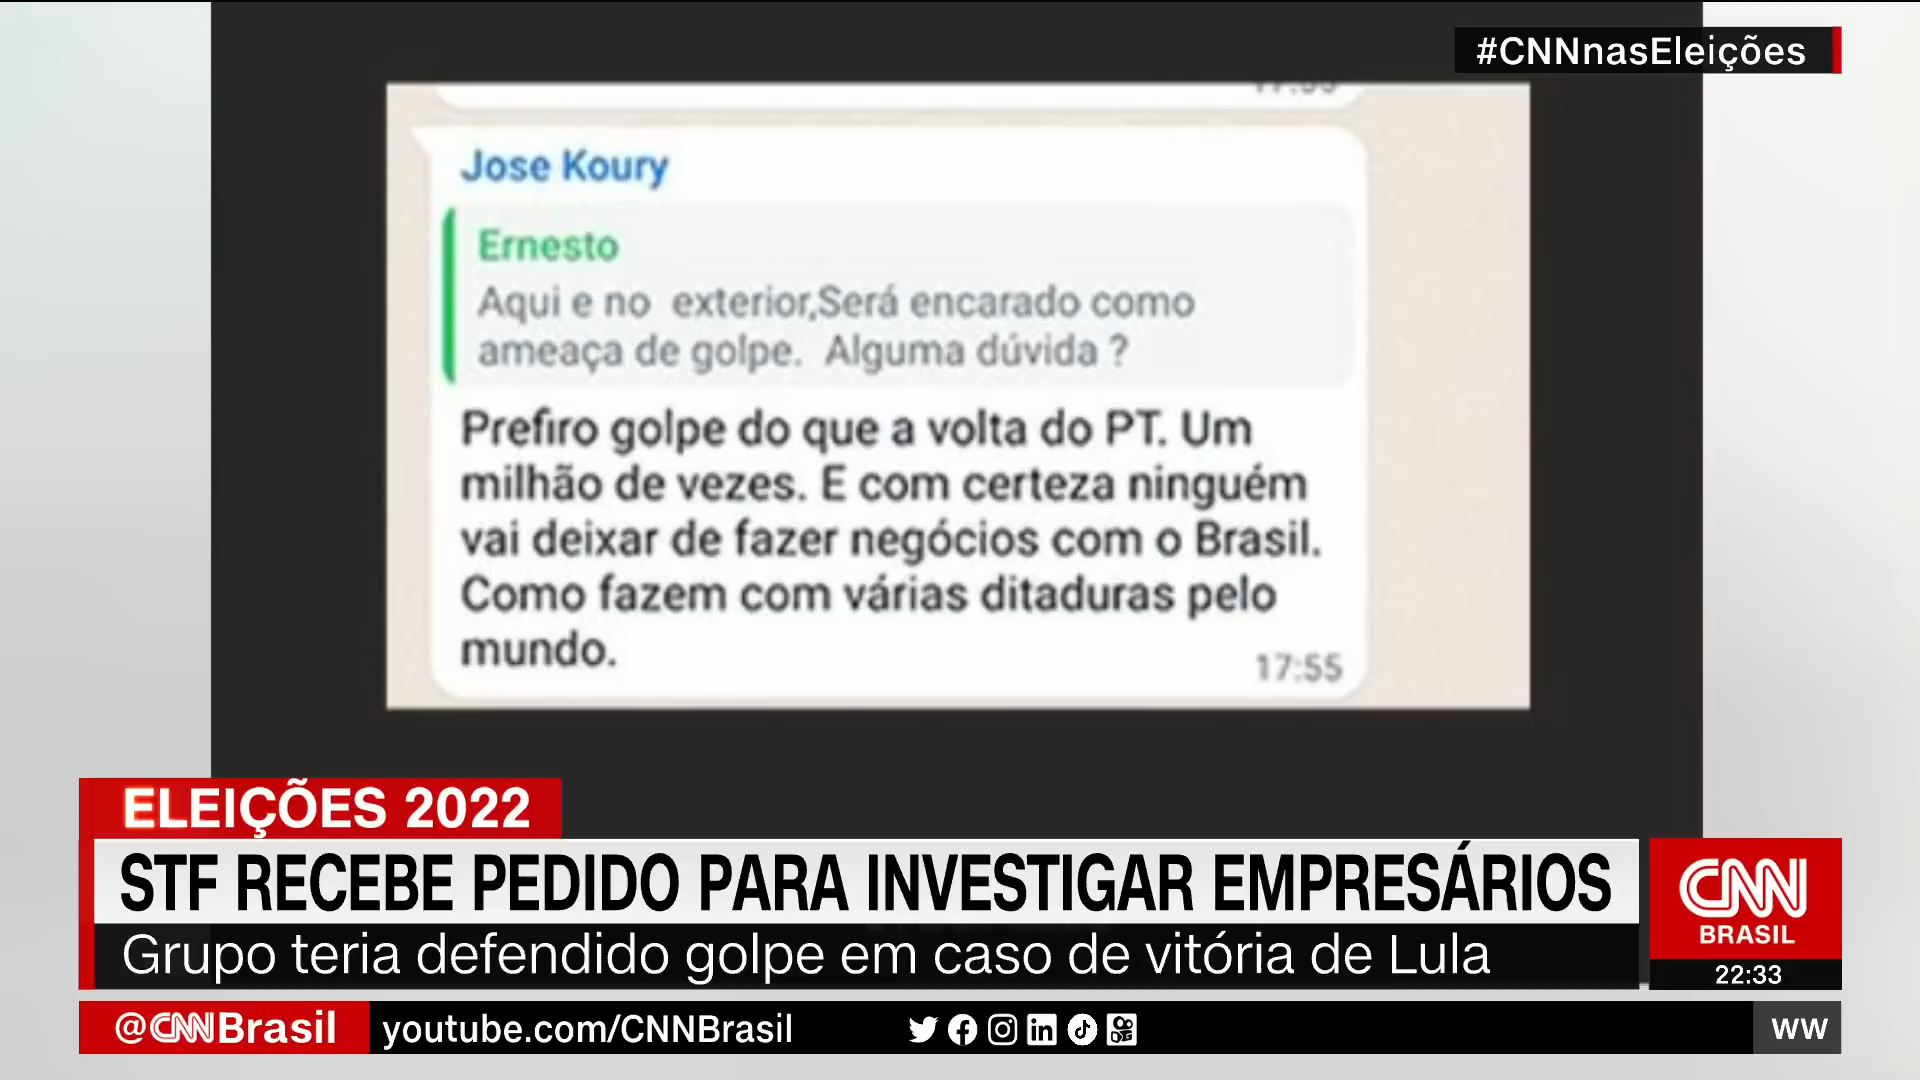 #CNNnasEleições
Jose Koury
Ernesto
Aqui e no  exterior,Será encarado como
ameaça de golpe.  Alguma dúvida ?
Prefiro golpe do que a volta do PT. Um
milhão de vezes. E com certeza ninguém
vai deixar de fazer negócios com o Brasil.
Como fazem com várias ditaduras pelo
mundo.
17:55
ELEIÇÕES 2022
STF RECEBE PEDIDO PARA INVESTIGAR EMPRESÁRIOS
Grupo teria defendido golpe em caso de vitória de Lula
CNN
BRASIL
22:33
@CNNBrasil youtube.com/CNNBrasil
WW